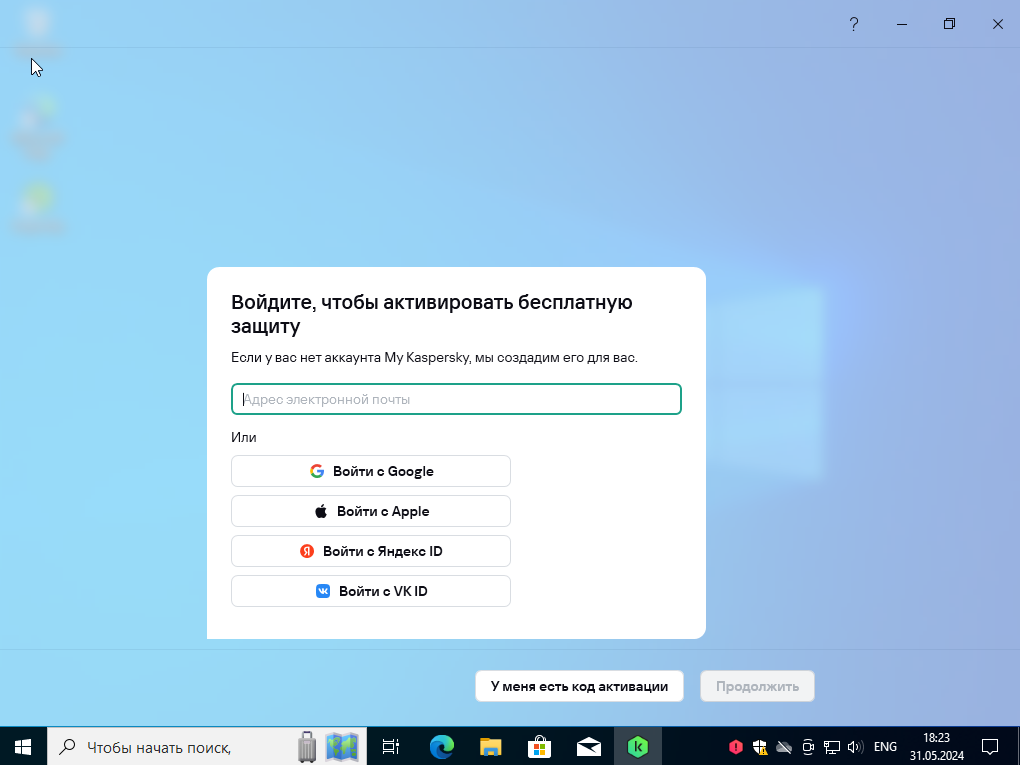 Войдите, чтобы активировать бесплатную
защиту
Если у вас нет аккаунта My Kaspersky, мы создадим его для вас.
Адрес электронной почты
Или
Войти с Google
Войти с Apple
Войти с Яндекс ID
Войти с VK ID
У меня есть код активации
Продолжить
Чтобы начать поиск,
ENG
18:23
31.05.2024